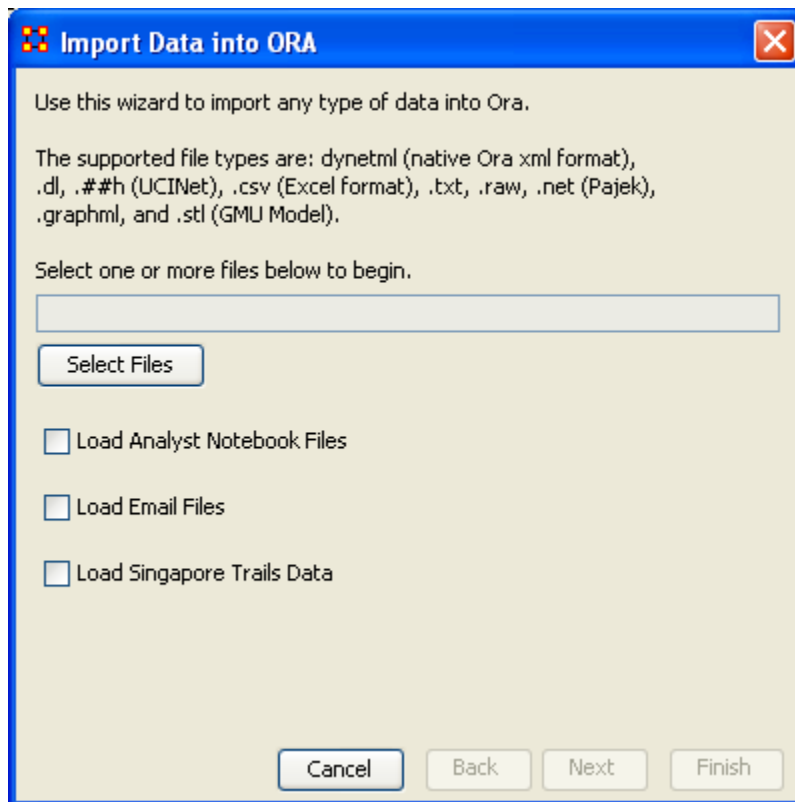 Import Data into ORA
Use this wizard to import any type of data into Ora.
The supported file types are: dynetml (native Ora xml format),
.dl, .##h (UCINet), .csv (Excel format), .txt, .raw, .net (Pajek),
.graphml, and .stl (GMU Model).
Select one or more files below to begin.
Select Files
Load Analyst Notebook Files
Load Email Files
Load Singapore Trails Data
Cancel Back Next Finish